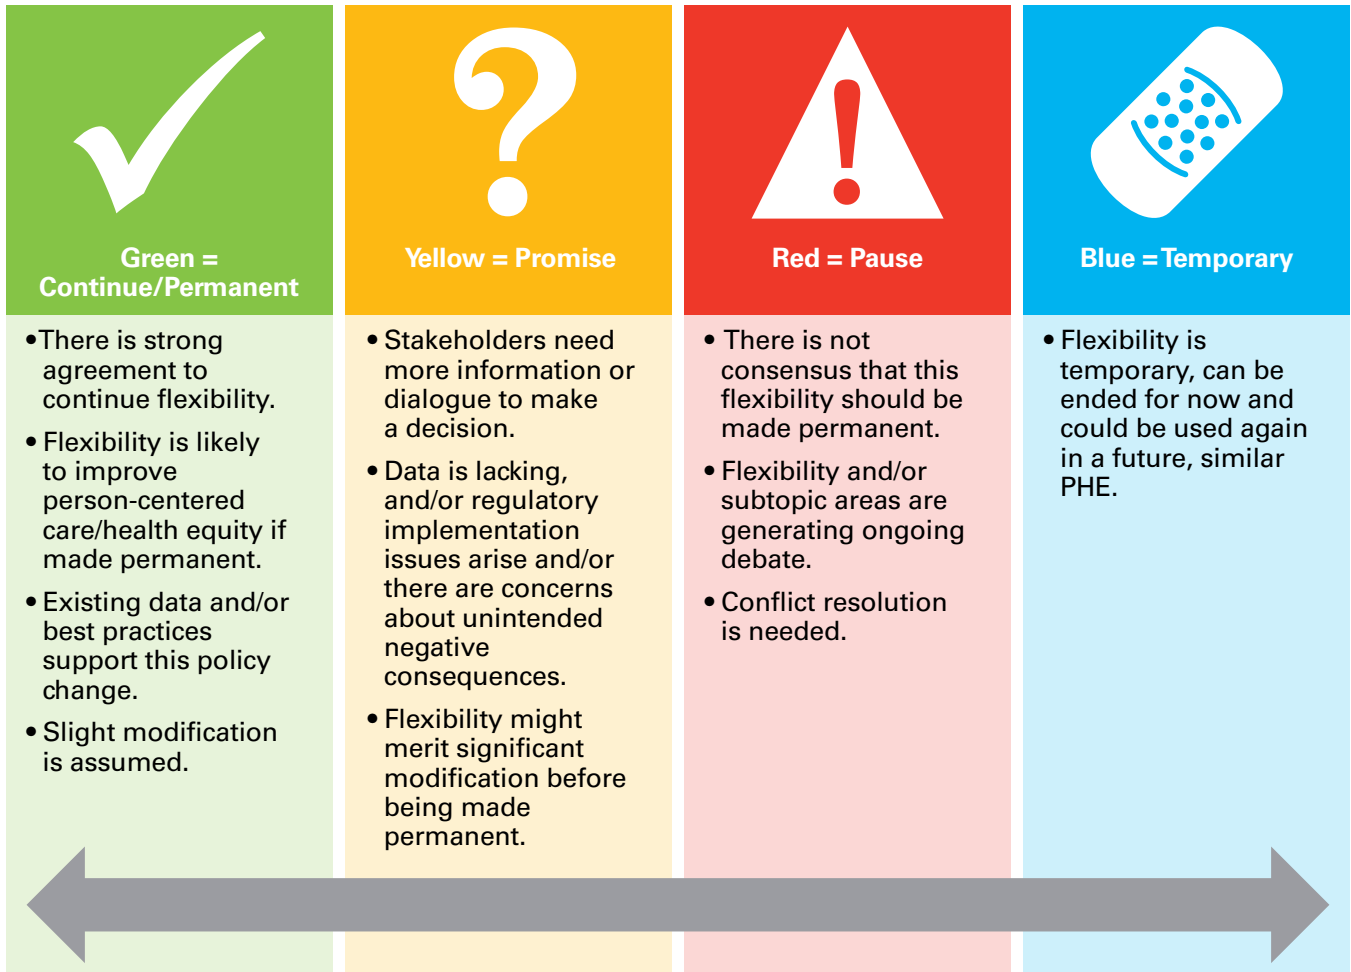 Green =
Continue/Permanent
•There is strong
agreement to
continue flexibility.
• Flexibility is likely
to improve
person-centered
care/health equity if
made permanent.
• Existing data and/or
best practices
support this policy
change.
• Slight modification
is assumed.
Yellow = Promise
• Stakeholders need
more information or
dialogue to make
a decision.
• Data is lacking,
and/or regulatory
implementation
issues arise and/or
there are concerns
about unintended
negative
consequences.
• Flexibility might
merit significant
modification before
being made
permanent.
Red = Pause
• There is not
consensus that this
flexibility should be
made permanent.
• Flexibility and/or
subtopic areas are
generating ongoing
debate.
• Conflict resolution
is needed.
Blue = Temporary
• Flexibility is
temporary, can be
ended for now and
could be used again
in a future, similar
PHE.